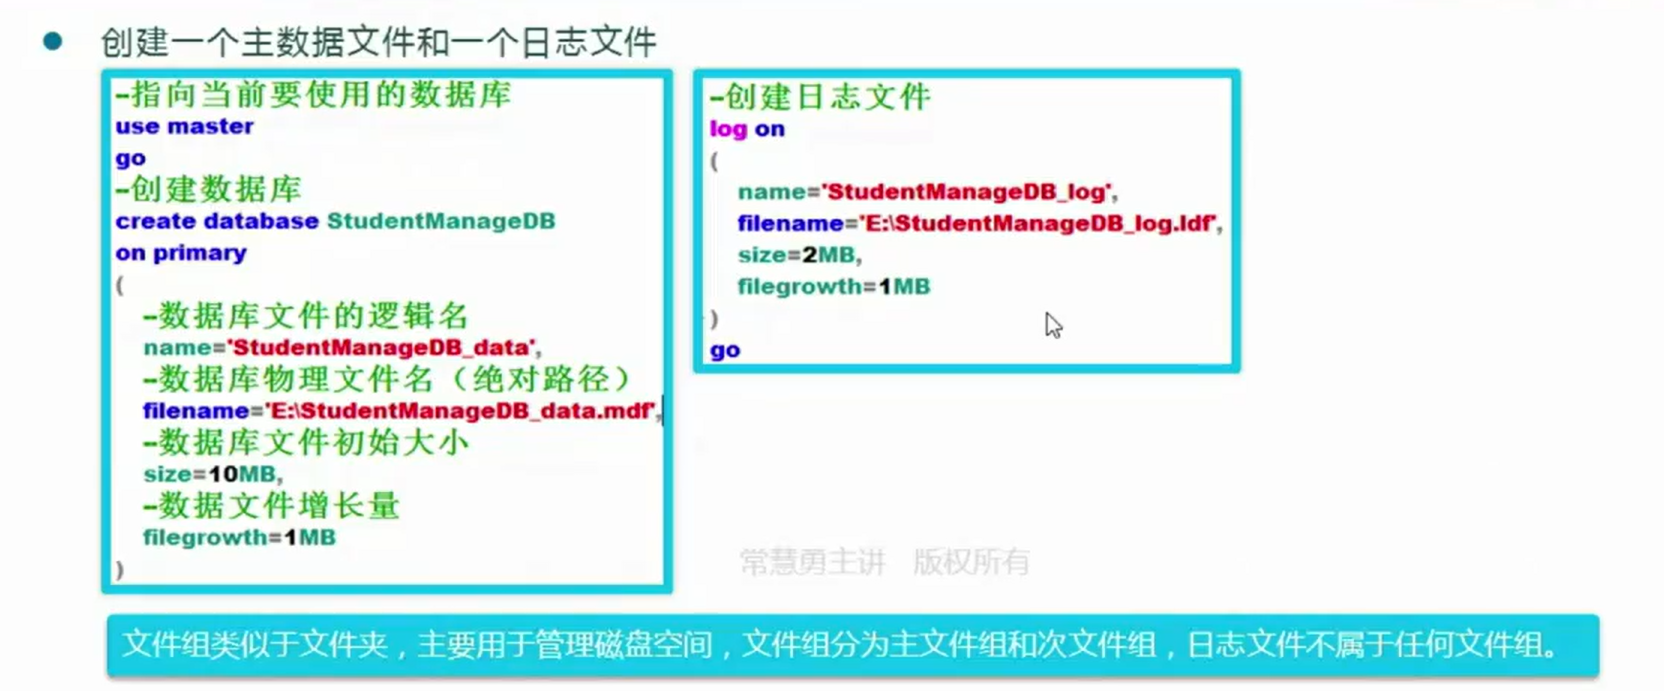 创建一个主数据文件和一个日志文件
--指向当前要使用的数据库
use master
go
--创建数据库
create database StudentManageDB
on primary
(
--数据库文件的逻辑名
name='StudentManageDB_data',
--数据库物理文件名（绝对路径）
filename='E:\StudentManageDB_data.mdf',
--数据库文件初始大小
size=10MB,
--数据文件增长量
filegrowth=1MB
)
--创建日志文件
log on
(
name='StudentManageDB_log',
filename='E:\StudentManageDB_log.ldf',
size=2MB,
filegrowth=1MB
)
go
常慧勇主讲 版权所有
文件组类似于文件夹，主要用于管理磁盘空间，文件组分为主文件组和次文件组，日志文件不属于任何文件组。